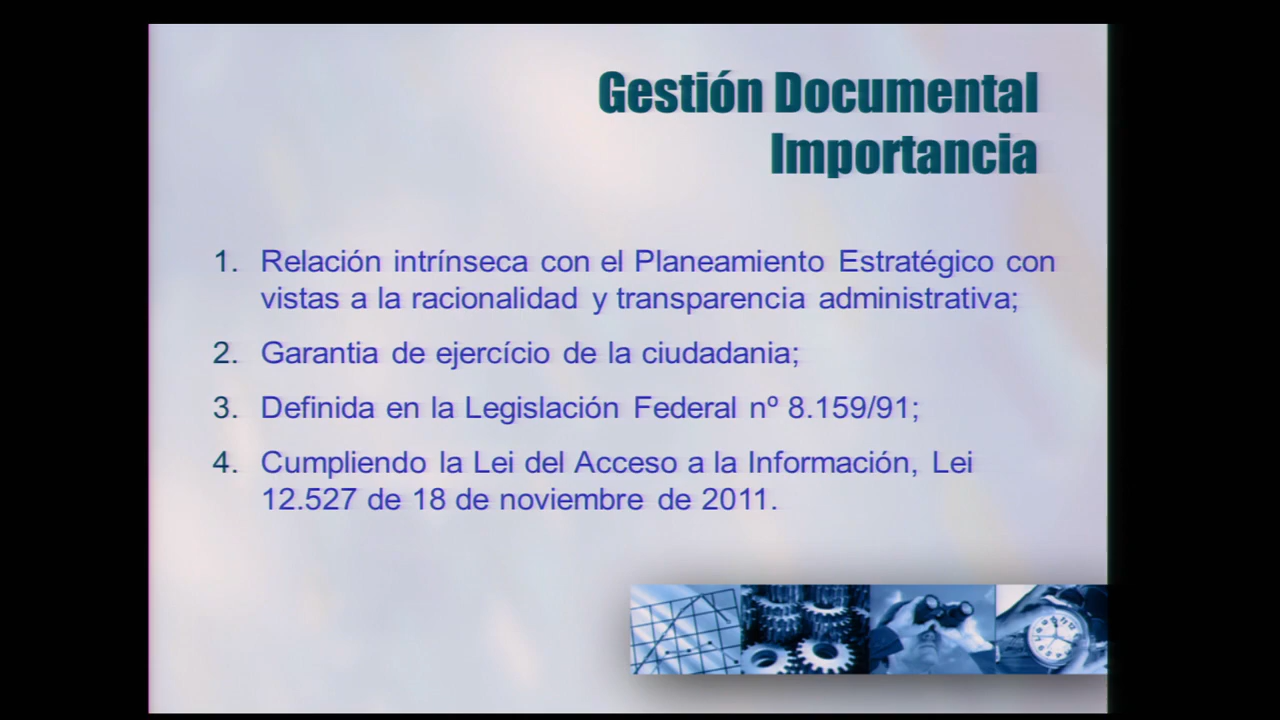 Gestión Documental
Importancia
1. Relación intrínseca con el Planeamiento Estratégico con
vistas a la racionalidad y transparencia administrativa;
2. Garantia de ejercício de la ciudadania;
3. Definida en la Legislación Federal nº 8.159/91;
4. Cumpliendo la Lei del Acceso a la Información, Lei
12.527 de 18 de noviembre de 2011.